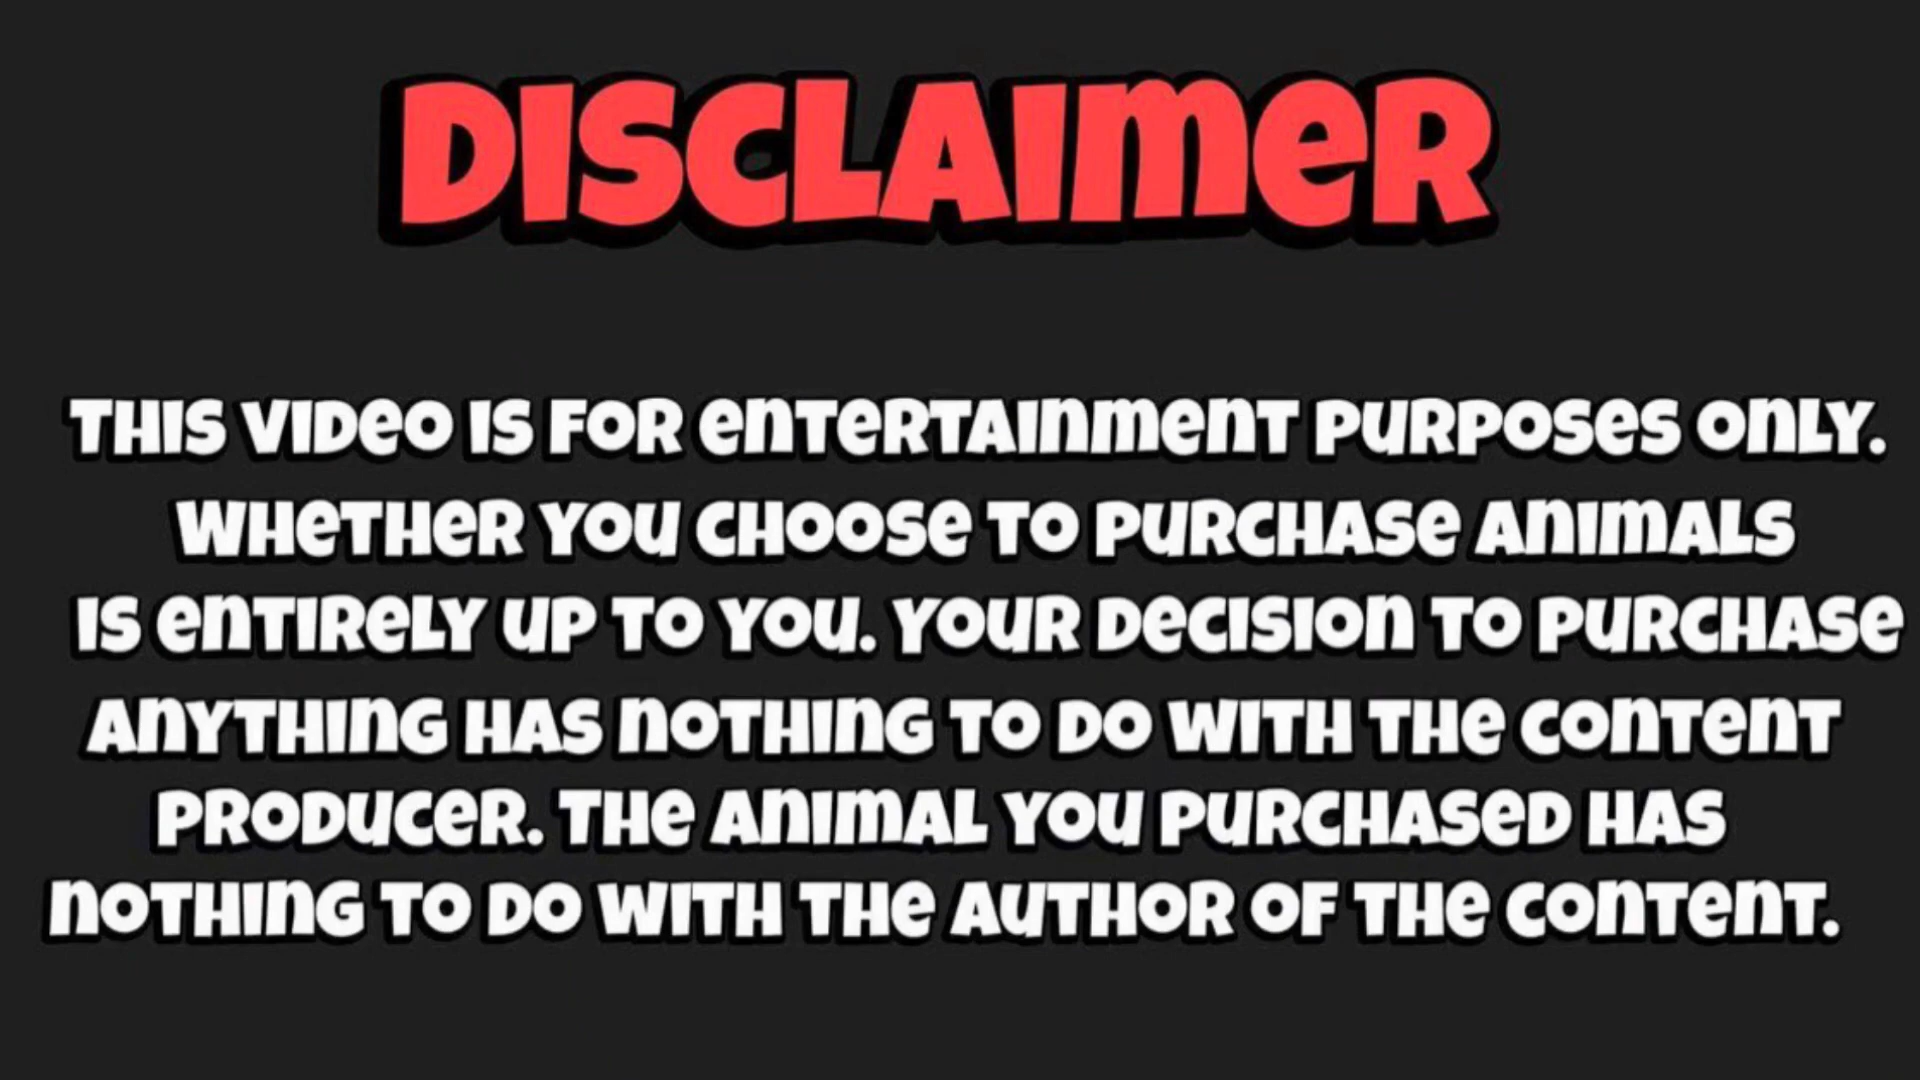 DISCLAIMER
THIS VIDEO IS FOR ENTERTAINMENT PURPOSES ONLY.
WHETHER YOU CHOOSE TO PURCHASE ANIMALS
IS ENTIRELY UP TO YOU. YOUR DECISION TO PURCHASE
ANYTHING HAS NOTHING TO DO WITH THE CONTENT
PRODUCER. THE ANIMAL YOU PURCHASED HAS
NOTHING TO DO WITH THE AUTHOR OF THE CONTENT.